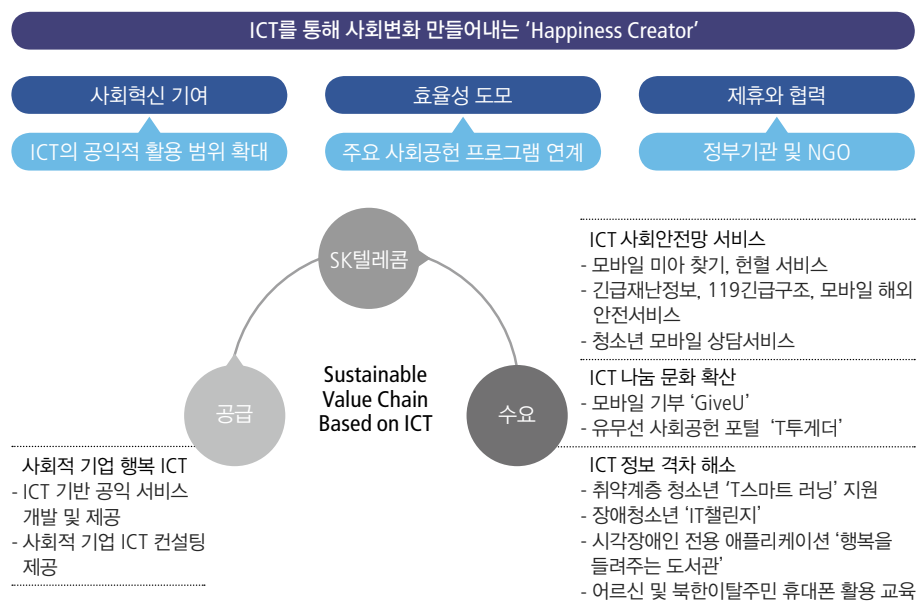 ICT를 통해 사회변화 만들어내는 ‘Happiness Creator’
사회혁신 기여
효율성 도모
제휴와 협력
ICT의 공익적 활용 범위 확대
주요 사회공헌 프로그램 연계
정부기관 및 NGO
SK텔레콤
공급
Sustainable
Value Chain
Based on ICT
수요
사회적 기업 행복 ICT
- ICT 기반 공익 서비스
개발 및 제공
- 사회적 기업 ICT 컨설팅
제공
ICT 사회안전망 서비스
- 모바일 미아 찾기, 헌혈 서비스
- 긴급재난정보, 119긴급구조, 모바일 해외
안전서비스
- 청소년 모바일 상담서비스
ICT 나눔 문화 확산
- 모바일 기부 ‘GiveU’
- 유무선 사회공헌 포털 ‘T투게더’
ICT 정보 격차 해소
- 취약계층 청소년 ‘T스마트 러닝’ 지원
- 장애청소년 ‘IT챌린지’
- 시각장애인 전용 애플리케이션 ‘행복을
들려주는 도서관’
- 어르신 및 북한이탈주민 휴대폰 활용 교육